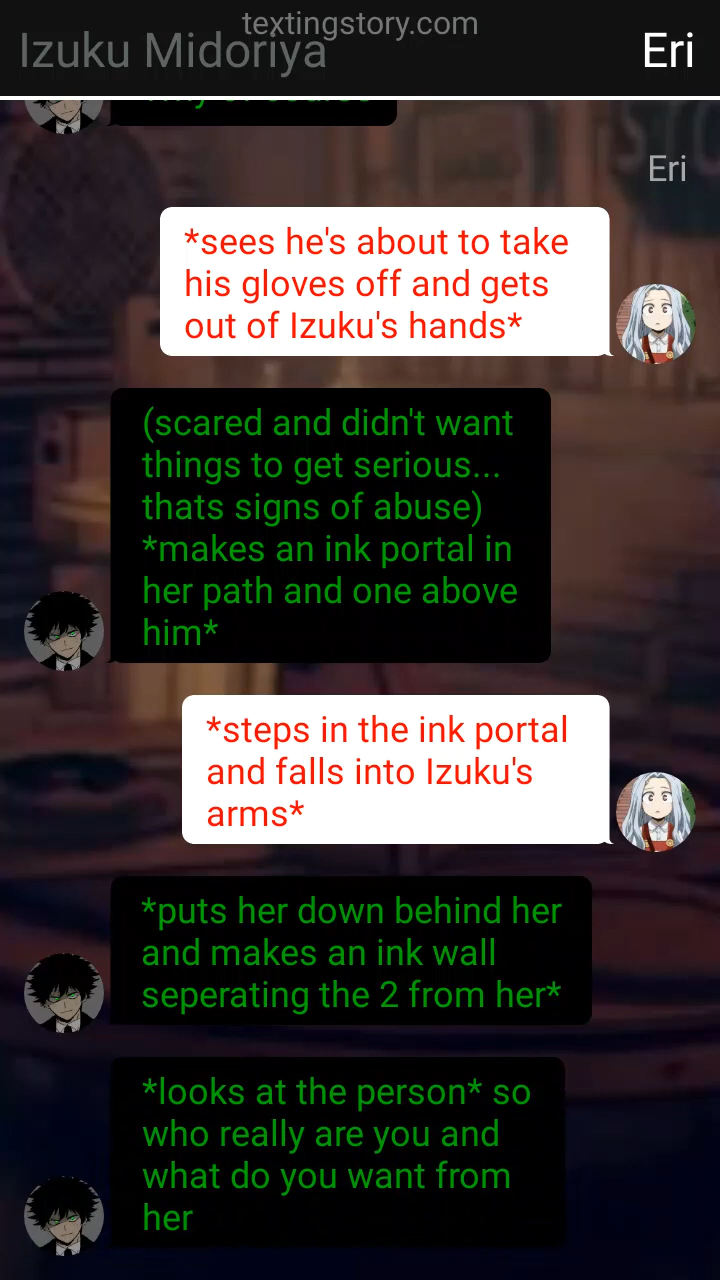 textingstory.com
Izuku Midoriya
Eri
Eri
*sees he's about to take
his gloves off and gets
out of Izuku's hands*
(scared and didn't want
things to get serious...
thats signs of abuse)
*makes an ink portal in
her path and one above
him*
*steps in the ink portal
and falls into Izuku's
arms*
*puts her down behind her
and makes an ink wall
seperating the 2 from her*
*looks at the person* so
who really are you and
what do you want from
her